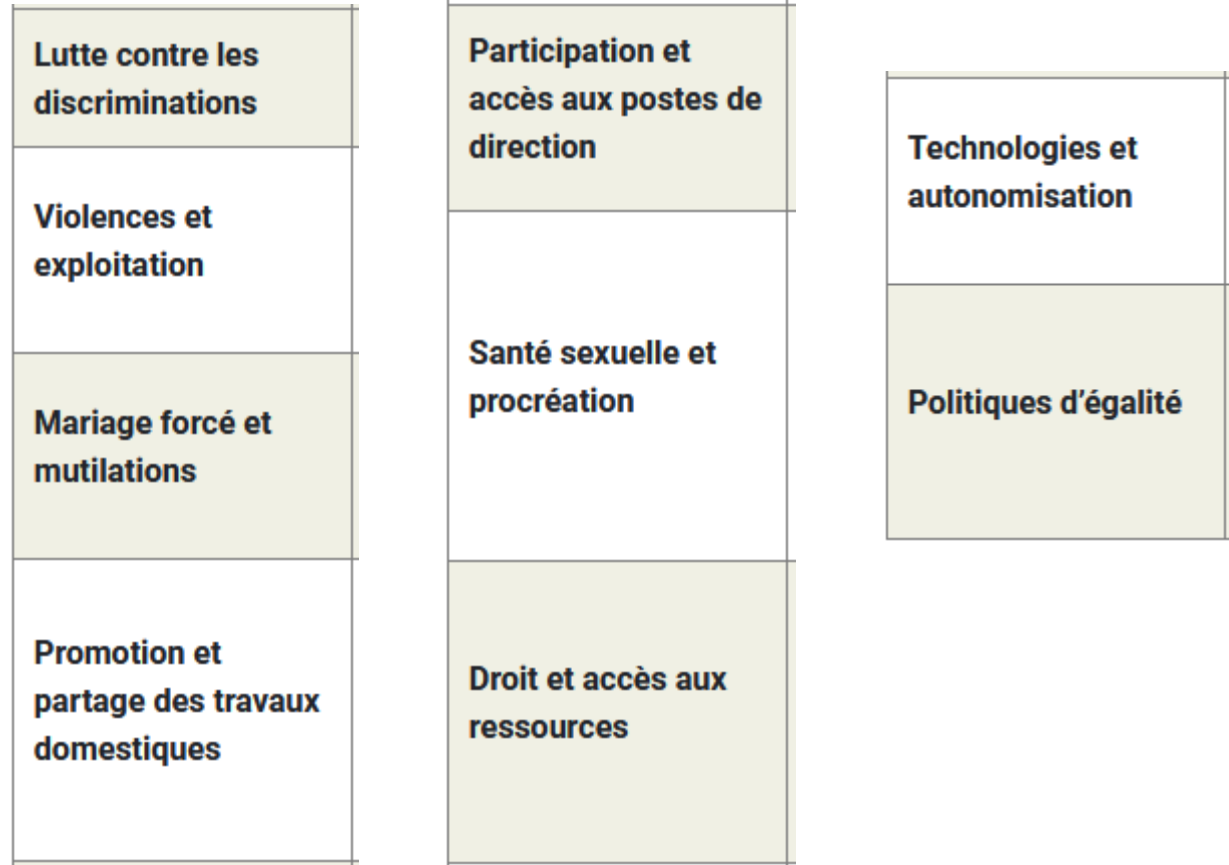 Lutte contre les
discriminations
Violences et
exploitation
Mariage forcé et
mutilations
Promotion et
partage des travaux
domestiques
Participation et
accès aux postes de
direction
Santé sexuelle et
procréation
Droit et accès aux
ressources
Technologies et
autonomisation
Politiques d’égalité